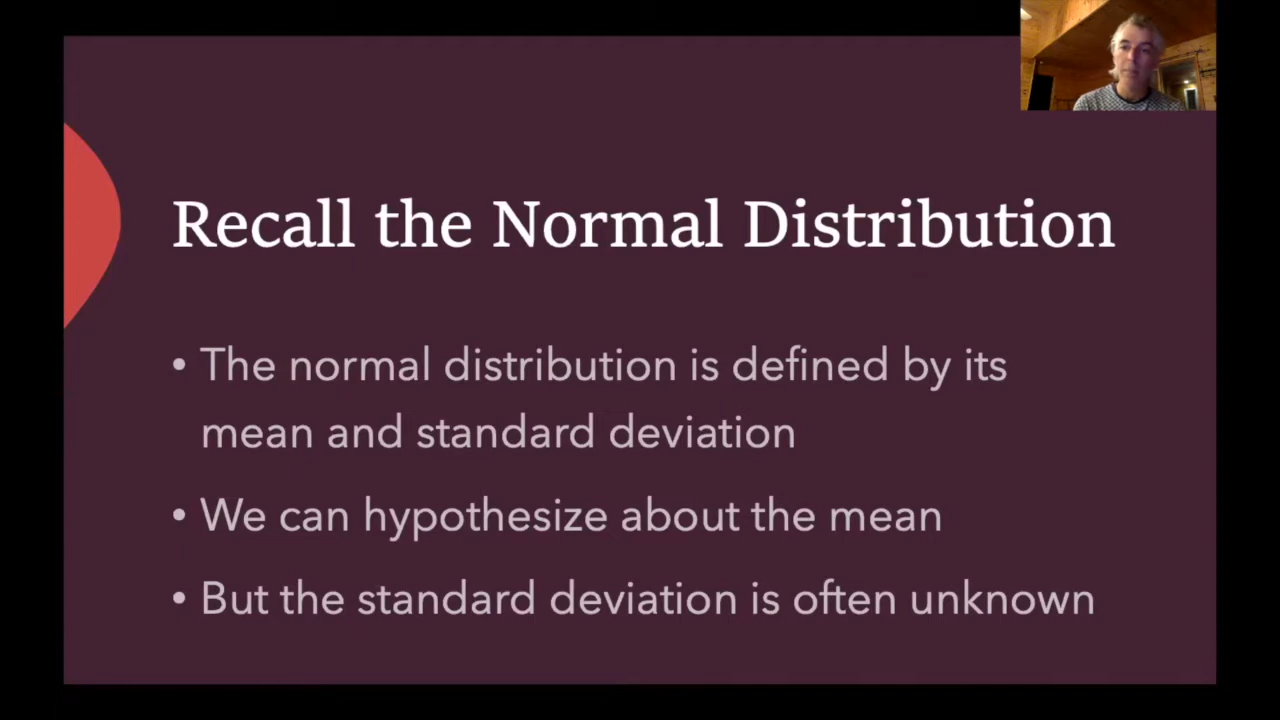 Recall the Normal Distribution
• The normal distribution is defined by its
mean and standard deviation
• We can hypothesize about the mean
• But the standard deviation is often unknown